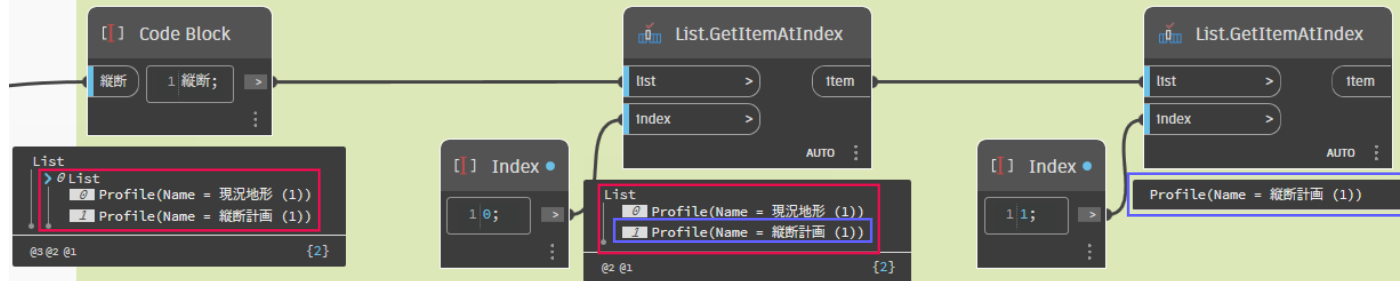 Code Block
縦断 1 縦断; >
List
0 List
0 Profile(Name = 現況地形 (1))
1 Profile(Name = 縦断計画 (1))
@3 @2 @1 {2}
Index
1 0; >
List.GetItemAtIndex
list > item
index >
AUTO
List
0 Profile(Name = 現況地形 (1))
1 Profile(Name = 縦断計画 (1))
@2 @1 {2}
Index
1 1; >
List.GetItemAtIndex
list > item
index >
AUTO
Profile(Name = 縦断計画 (1))